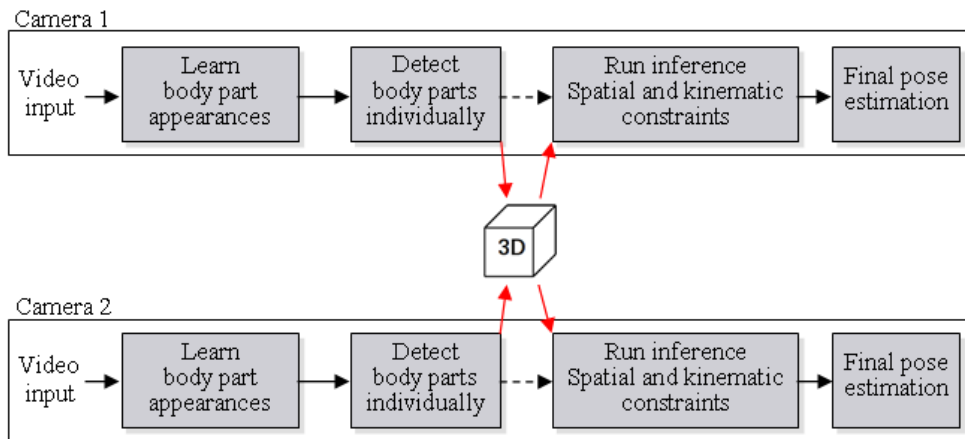 Camera 1
Video
input
Learn
body part
appearances
Detect
body parts
individually
Run inference
Spatial and kinematic
constraints
Final pose
estimation
3D
Camera 2
Video
input
Learn
body part
appearances
Detect
body parts
individually
Run inference
Spatial and kinematic
constraints
Final pose
estimation